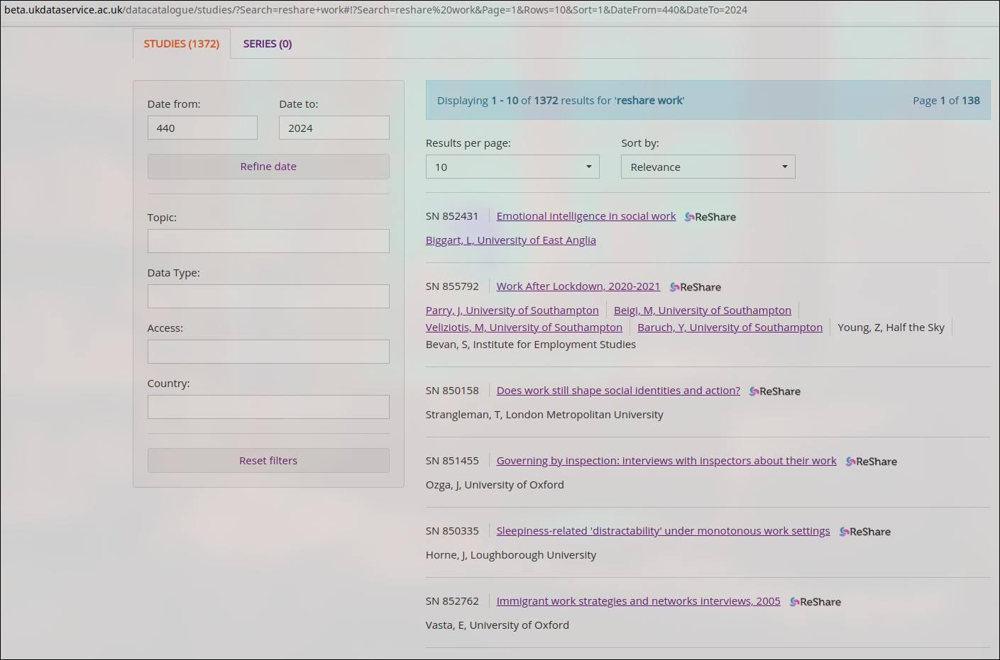 beta.ukdataservice.ac.uk/datacatalogue/studies/?Search=reshare+work#!?Search=reshare%20work&Page=1&Rows=10&Sort=1&DateFrom=440&DateTo=2024
STUDIES (1372) SERIES (0)
Date from: Date to:
440 2024
Refine date
Topic:
Data Type:
Access:
Country:
Reset filters
Displaying 1 - 10 of 1372 results for 'reshare work' Page 1 of 138
Results per page: Sort by:
10 Relevance
SN 852431 Emotional intelligence in social work ReShare
Biggart, L, University of East Anglia
SN 855792 Work After Lockdown, 2020-2021 ReShare
Parry, J, University of Southampton Beigi, M, University of Southampton
Veliziotis, M, University of Southampton Baruch, Y, University of Southampton Young, Z, Half the Sky
Bevan, S, Institute for Employment Studies
SN 850158 Does work still shape social identities and action? ReShare
Strangleman, T, London Metropolitan University
SN 851455 Governing by inspection: interviews with inspectors about their work ReShare
Ozga, J, University of Oxford
SN 850335 Sleepiness-related 'distractability' under monotonous work settings ReShare
Horne, J, Loughborough University
SN 852762 Immigrant work strategies and networks interviews, 2005 ReShare
Vasta, E, University of Oxford